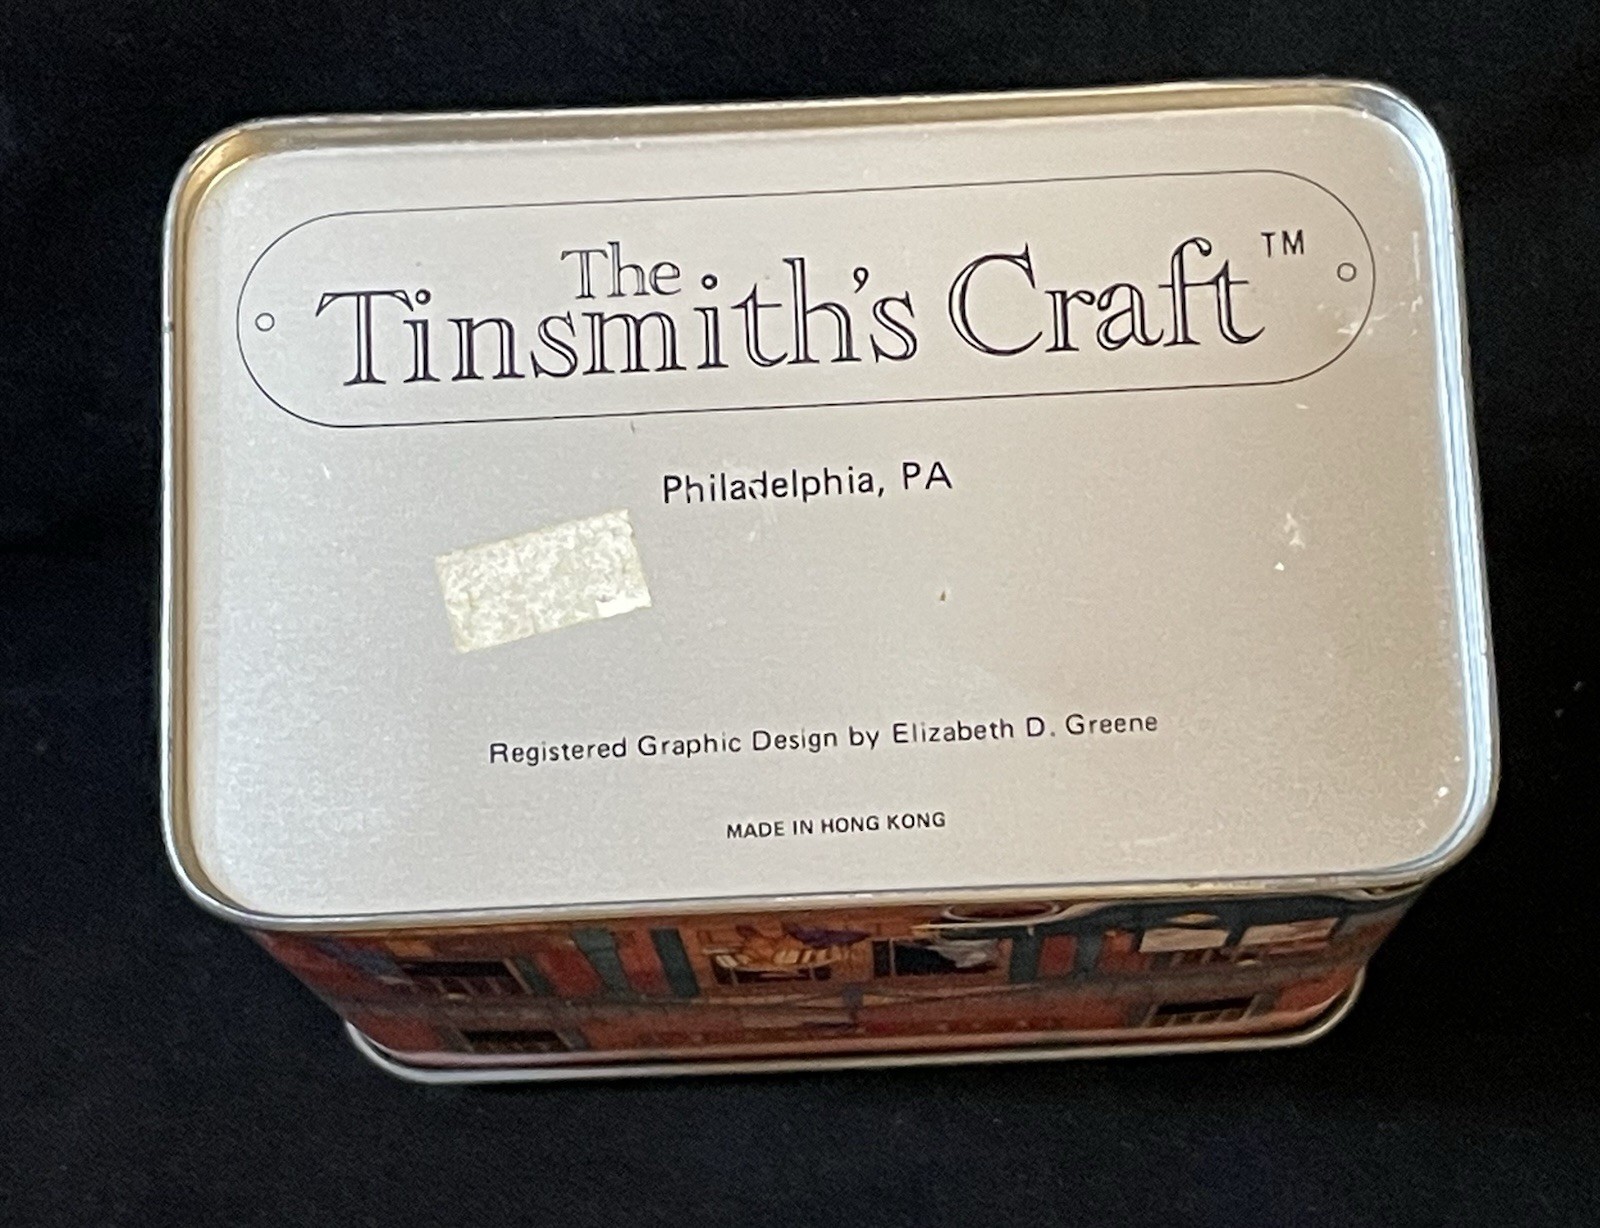 The
Tinsmith's Craft™
Philadelphia, PA
Registered Graphic Design by Elizabeth D. Greene
MADE IN HONG KONG